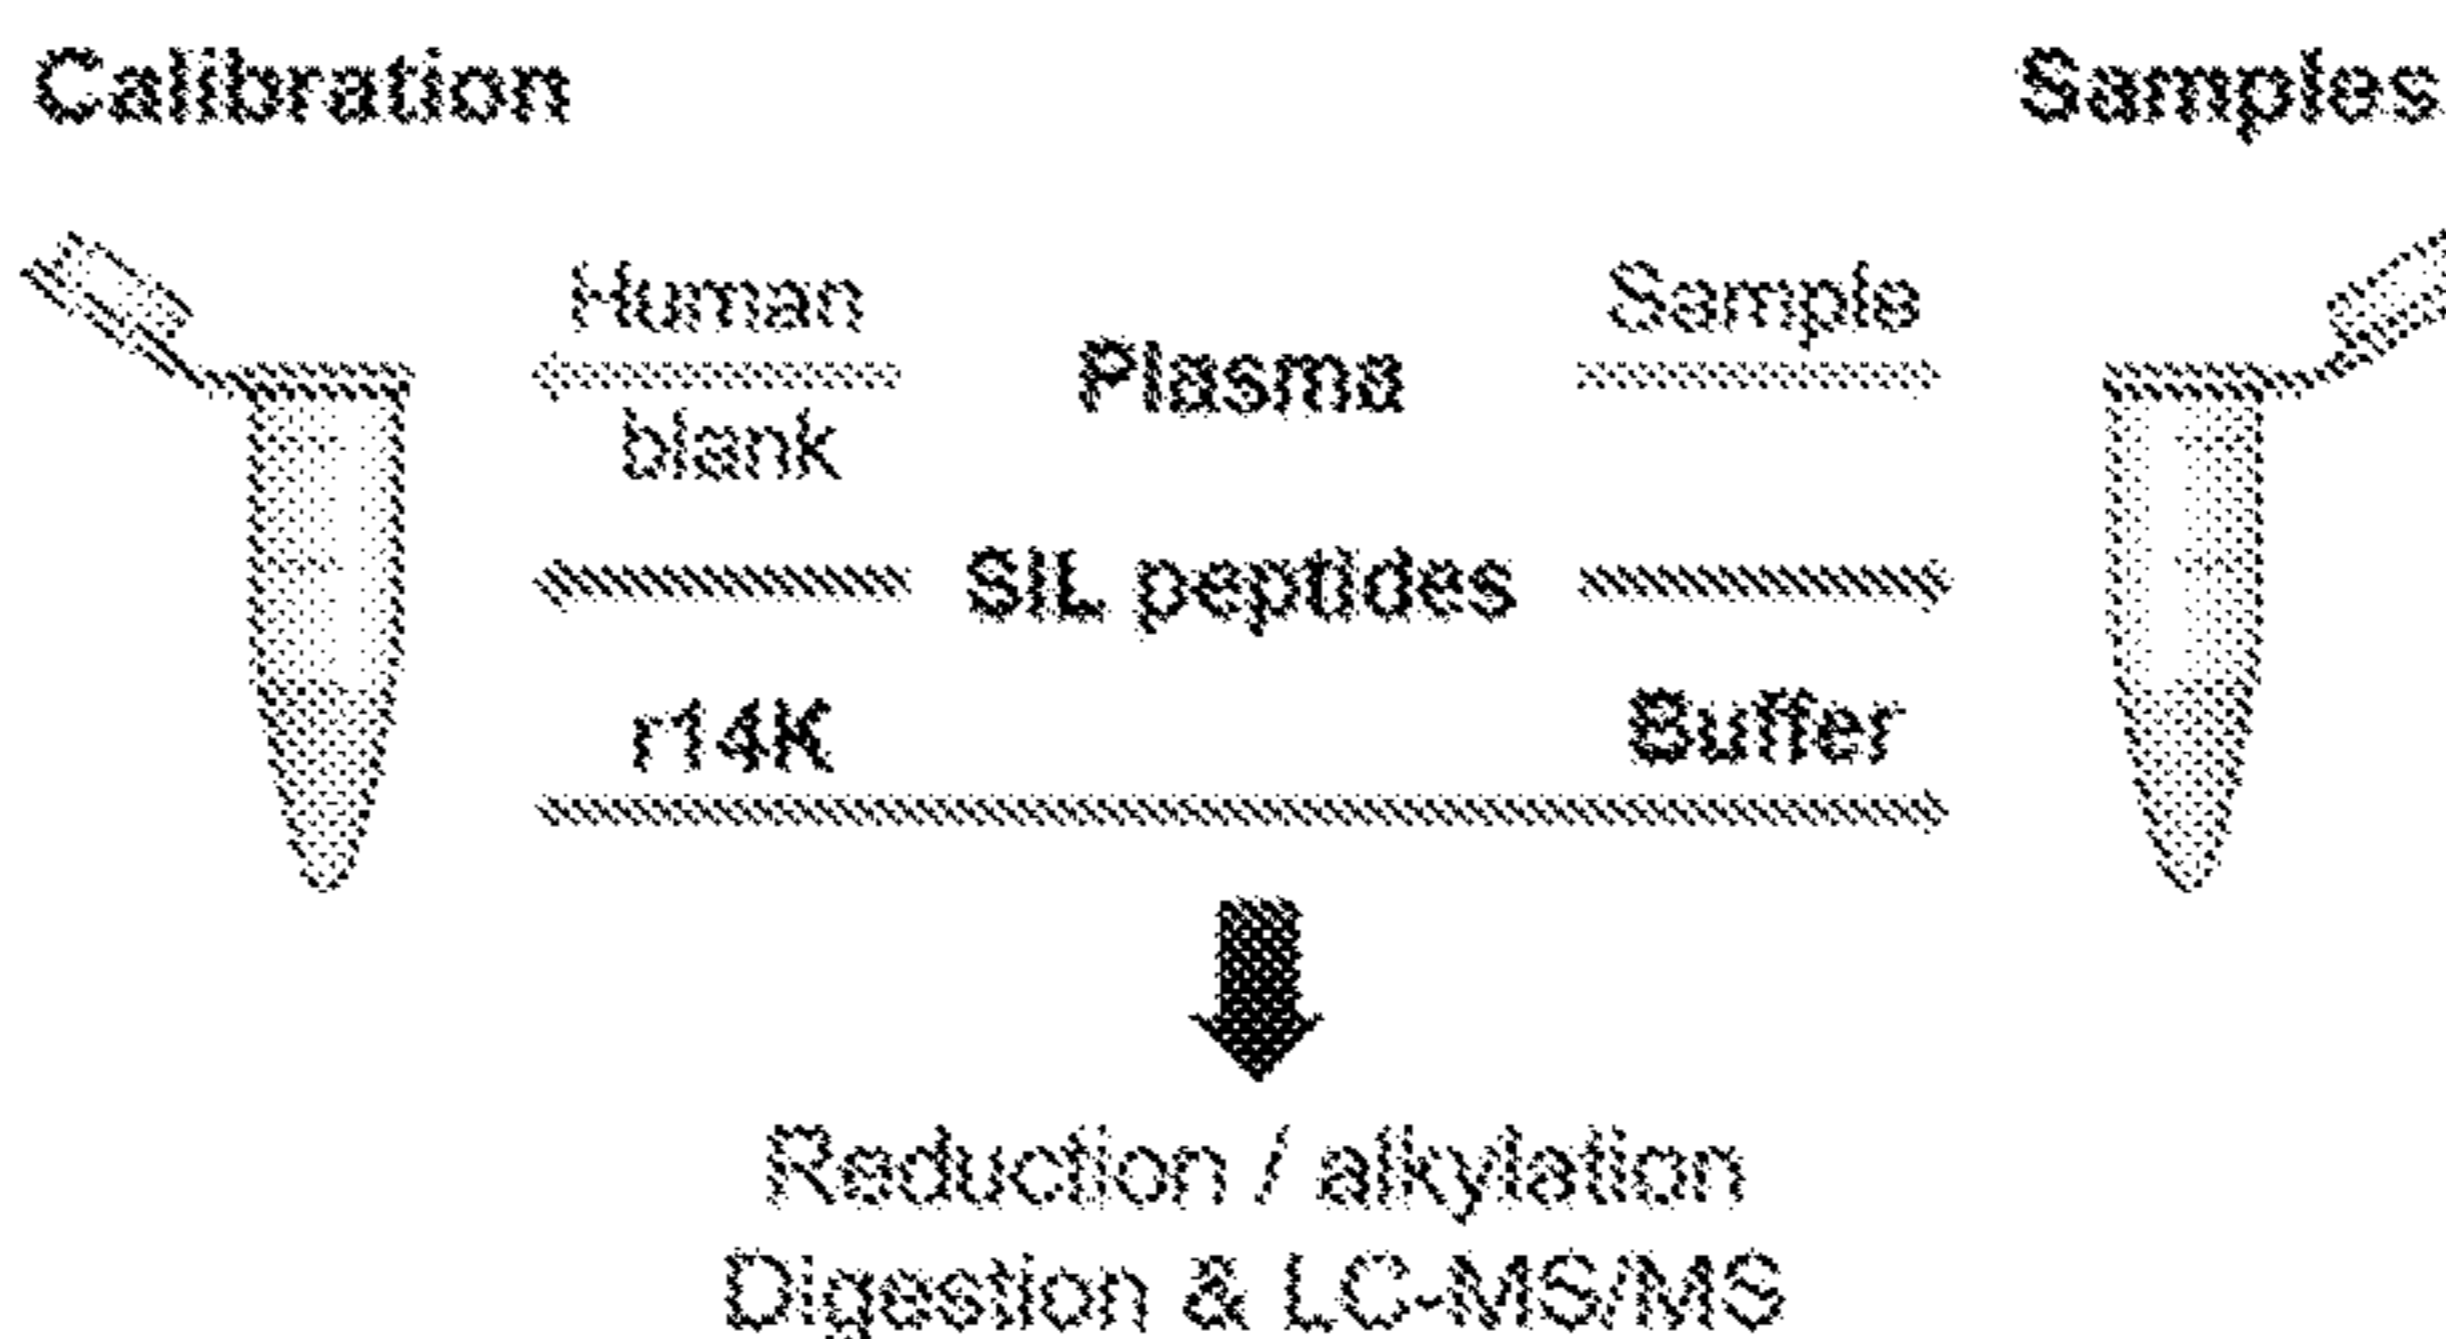 Calibration Samples
Human Sample
Plasma
blank
SIL peptides
r14K Buffer
Reduction / alkylation
Digestion & LC-MS/MS